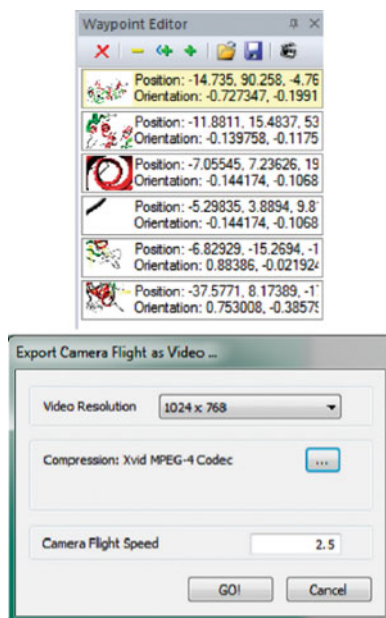 Waypoint Editor
Position: -14.735, 90.258, -4.76
Orientation: -0.727347, -0.1991
Position: -11.8811, 15.4837, 53
Orientation: -0.139758, -0.1175
Position: -7.05545, 7.23626, 19
Orientation: -0.144174, -0.1068
Position: -5.29835, 3.8894, 9.8
Orientation: -0.144174, -0.1068
Position: -6.82929, -15.2694, -1
Orientation: 0.88386, -0.021924
Position: -37.5771, 8.17389, -1
Orientation: 0.753008, -0.38579
Export Camera Flight as Video ...
Video Resolution 1024 x 768
Compression: Xvid MPEG-4 Codec ...
Camera Flight Speed 2.5
GO! Cancel